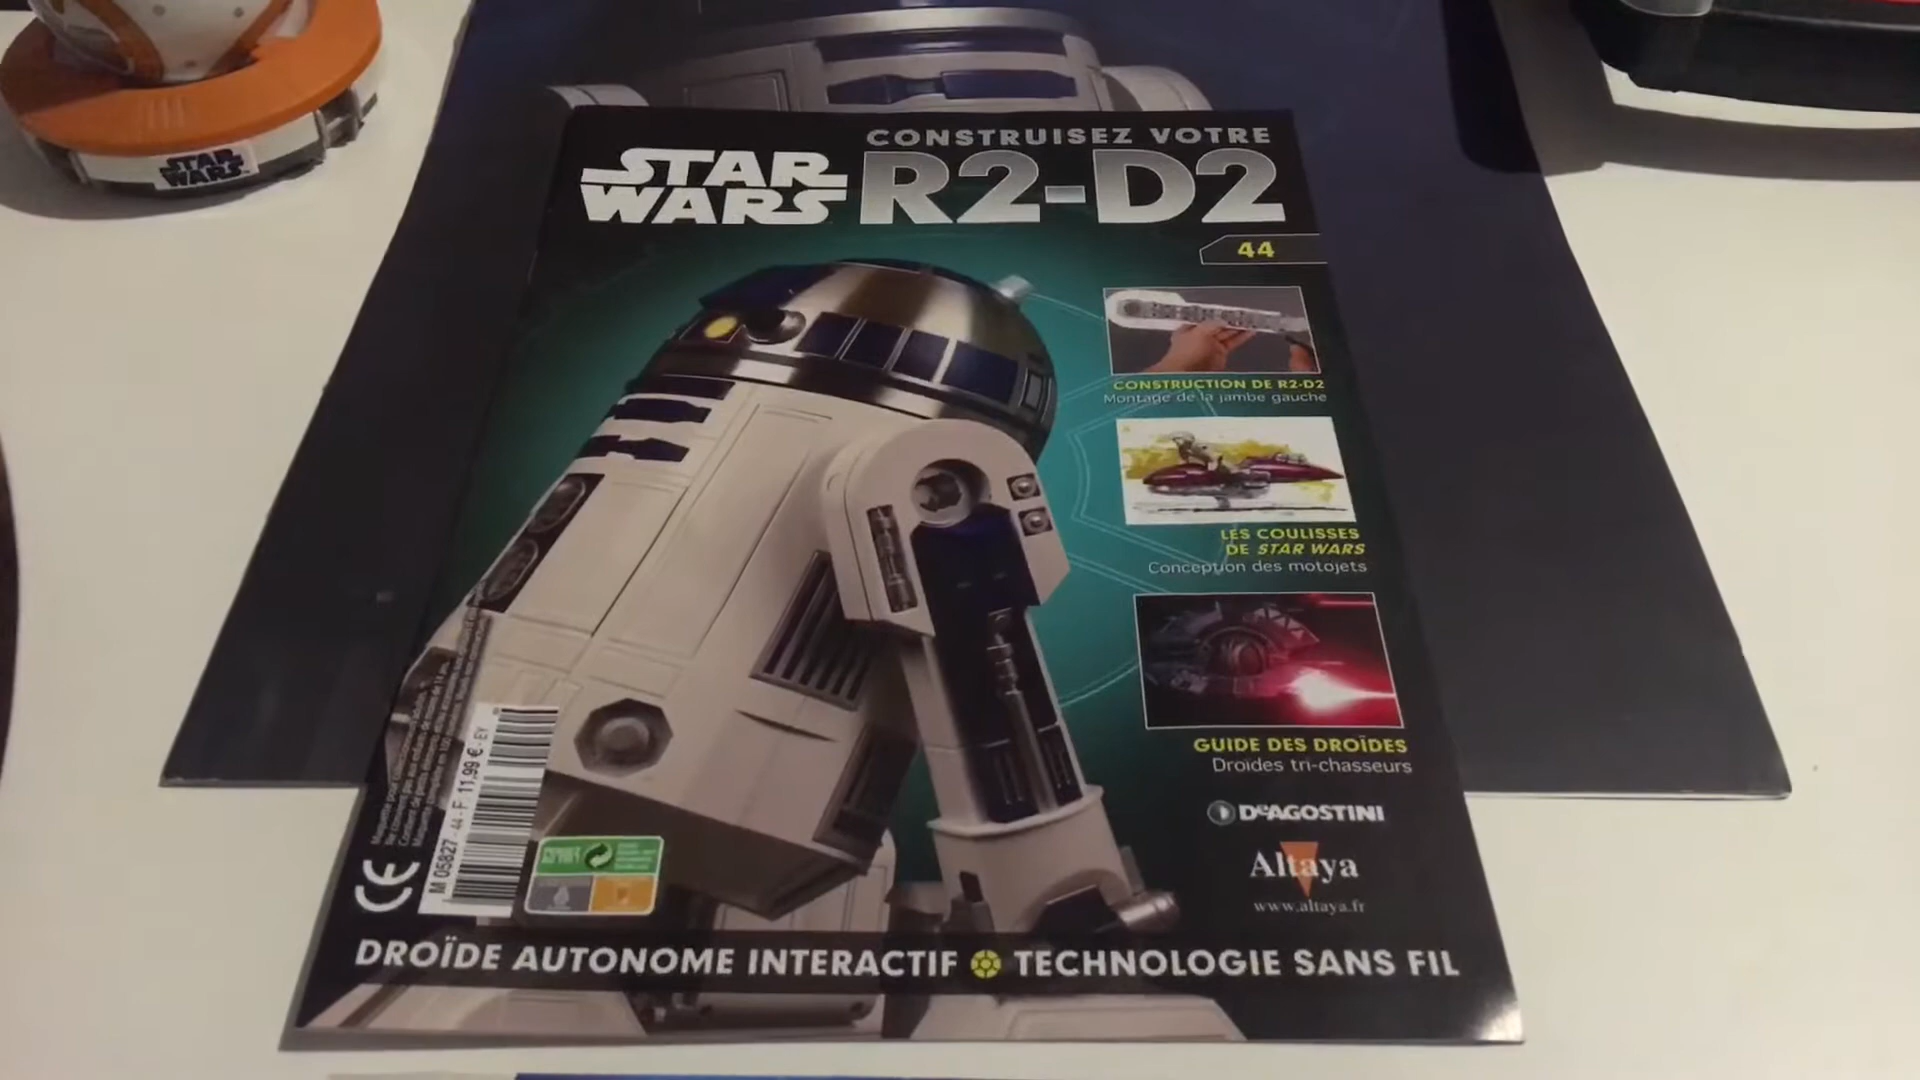 STAR
WARS
CONSTRUISEZ VOTRE
STAR
WARS
R2-D2
44
CONSTRUCTION DE R2-D2
Montage de la jambe gauche
LES COULISSES
DE STAR WARS
Conception des motojets
GUIDE DES DROÏDES
Droïdes tri-chasseurs
DEAGOSTINI
Altaya
www.altaya.fr
M 05827 - 44 - F: 11,99 € - EY
CE
DROÏDE AUTONOME INTERACTIF TECHNOLOGIE SANS FIL